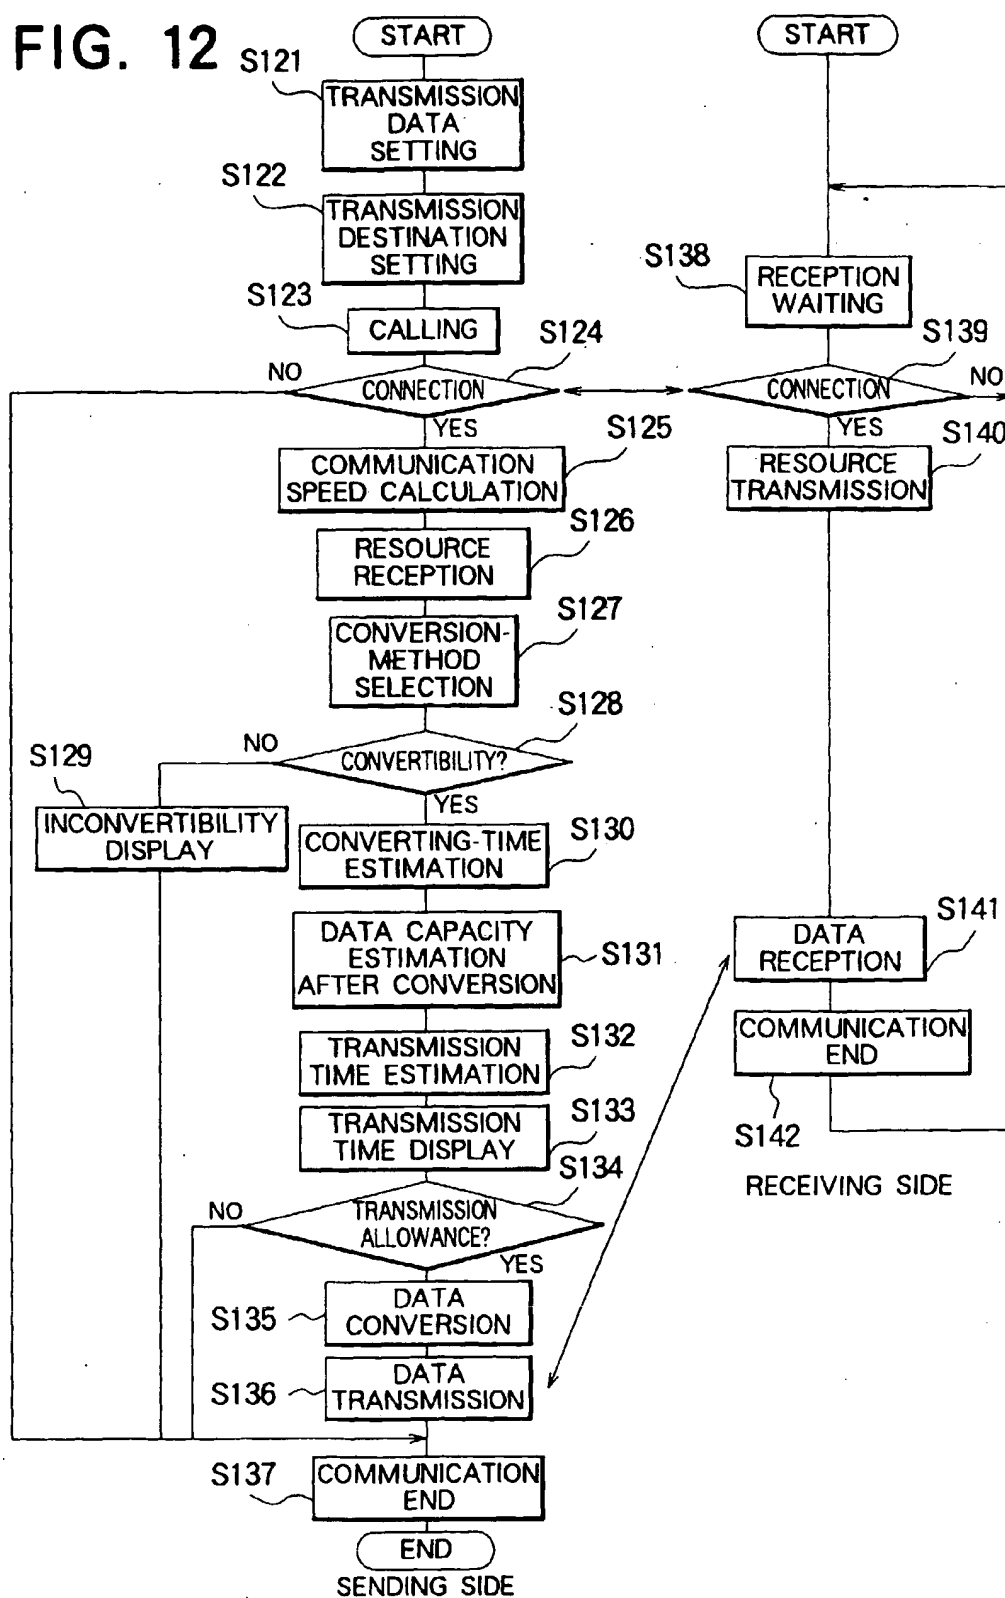 FIG. 12
START
S121
TRANSMISSION
DATA
SETTING
S122
TRANSMISSION
DESTINATION
SETTING
S123
CALLING
S124
NO
CONNECTION
YES
S125
COMMUNICATION
SPEED CALCULATION
S126
RESOURCE
RECEPTION
S127
CONVERSION-
METHOD
SELECTION
S128
NO
CONVERTIBILITY?
YES
S129
INCONVERTIBILITY
DISPLAY
S130
CONVERTING-TIME
ESTIMATION
DATA CAPACITY
ESTIMATION
AFTER CONVERSION
S131
TRANSMISSION
TIME ESTIMATION
S132
TRANSMISSION
TIME DISPLAY
S133
S134
NO
TRANSMISSION
ALLOWANCE?
YES
S135
DATA
CONVERSION
S136
DATA
TRANSMISSION
S137
COMMUNICATION
END
END
SENDING SIDE
START
S138
RECEPTION
WAITING
S139
CONNECTION
NO
YES
S140
RESOURCE
TRANSMISSION
S141
DATA
RECEPTION
COMMUNICATION
END
S142
RECEIVING SIDE